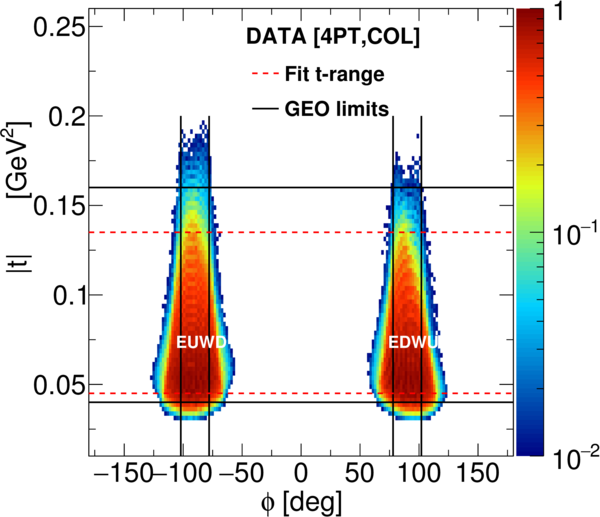 DATA [4PT,COL]
Fit t-range
GEO limits
|t| [GeV²]
0.25
0.2
0.15
0.1
0.05
EUWD
EDWU
−150 −100 −50 0 50 100 150
ϕ [deg]
1
10⁻¹
10⁻²